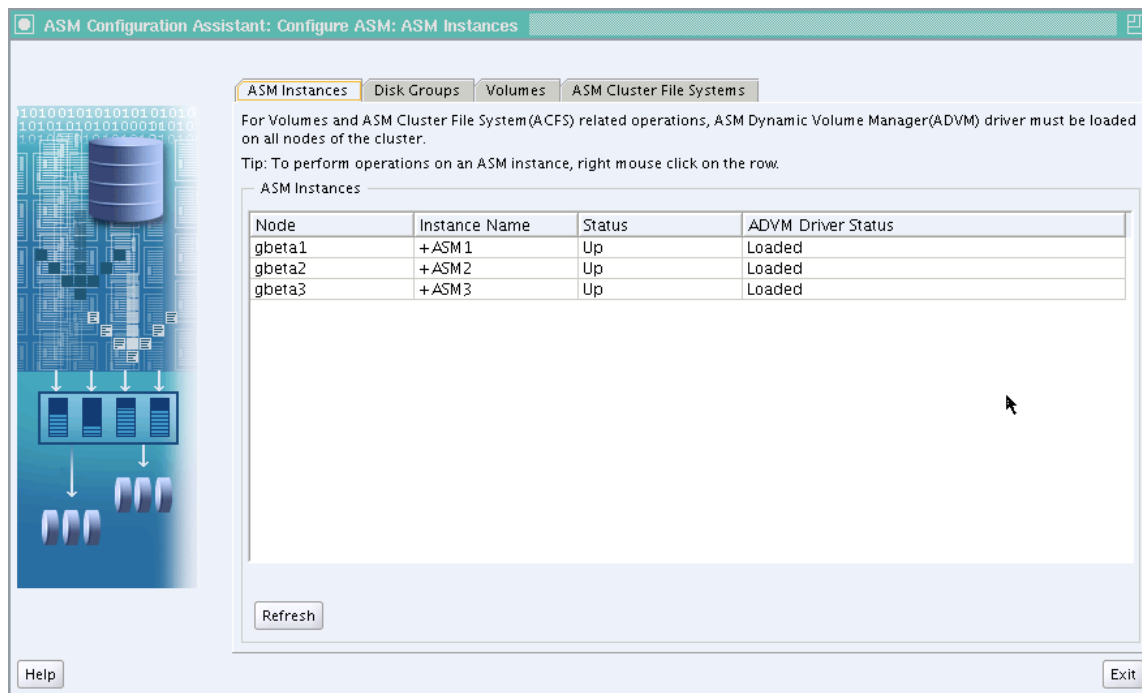 ASM Configuration Assistant: Configure ASM: ASM Instances
ASM Instances Disk Groups Volumes ASM Cluster File Systems
For Volumes and ASM Cluster File System(ACFS) related operations, ASM Dynamic Volume Manager(ADVM) driver must be loaded
on all nodes of the cluster.
Tip: To perform operations on an ASM instance, right mouse click on the row.
ASM Instances
Node Instance Name Status ADVM Driver Status
gbeta1 +ASM1 Up Loaded
gbeta2 +ASM2 Up Loaded
gbeta3 +ASM3 Up Loaded
Refresh
Help Exit